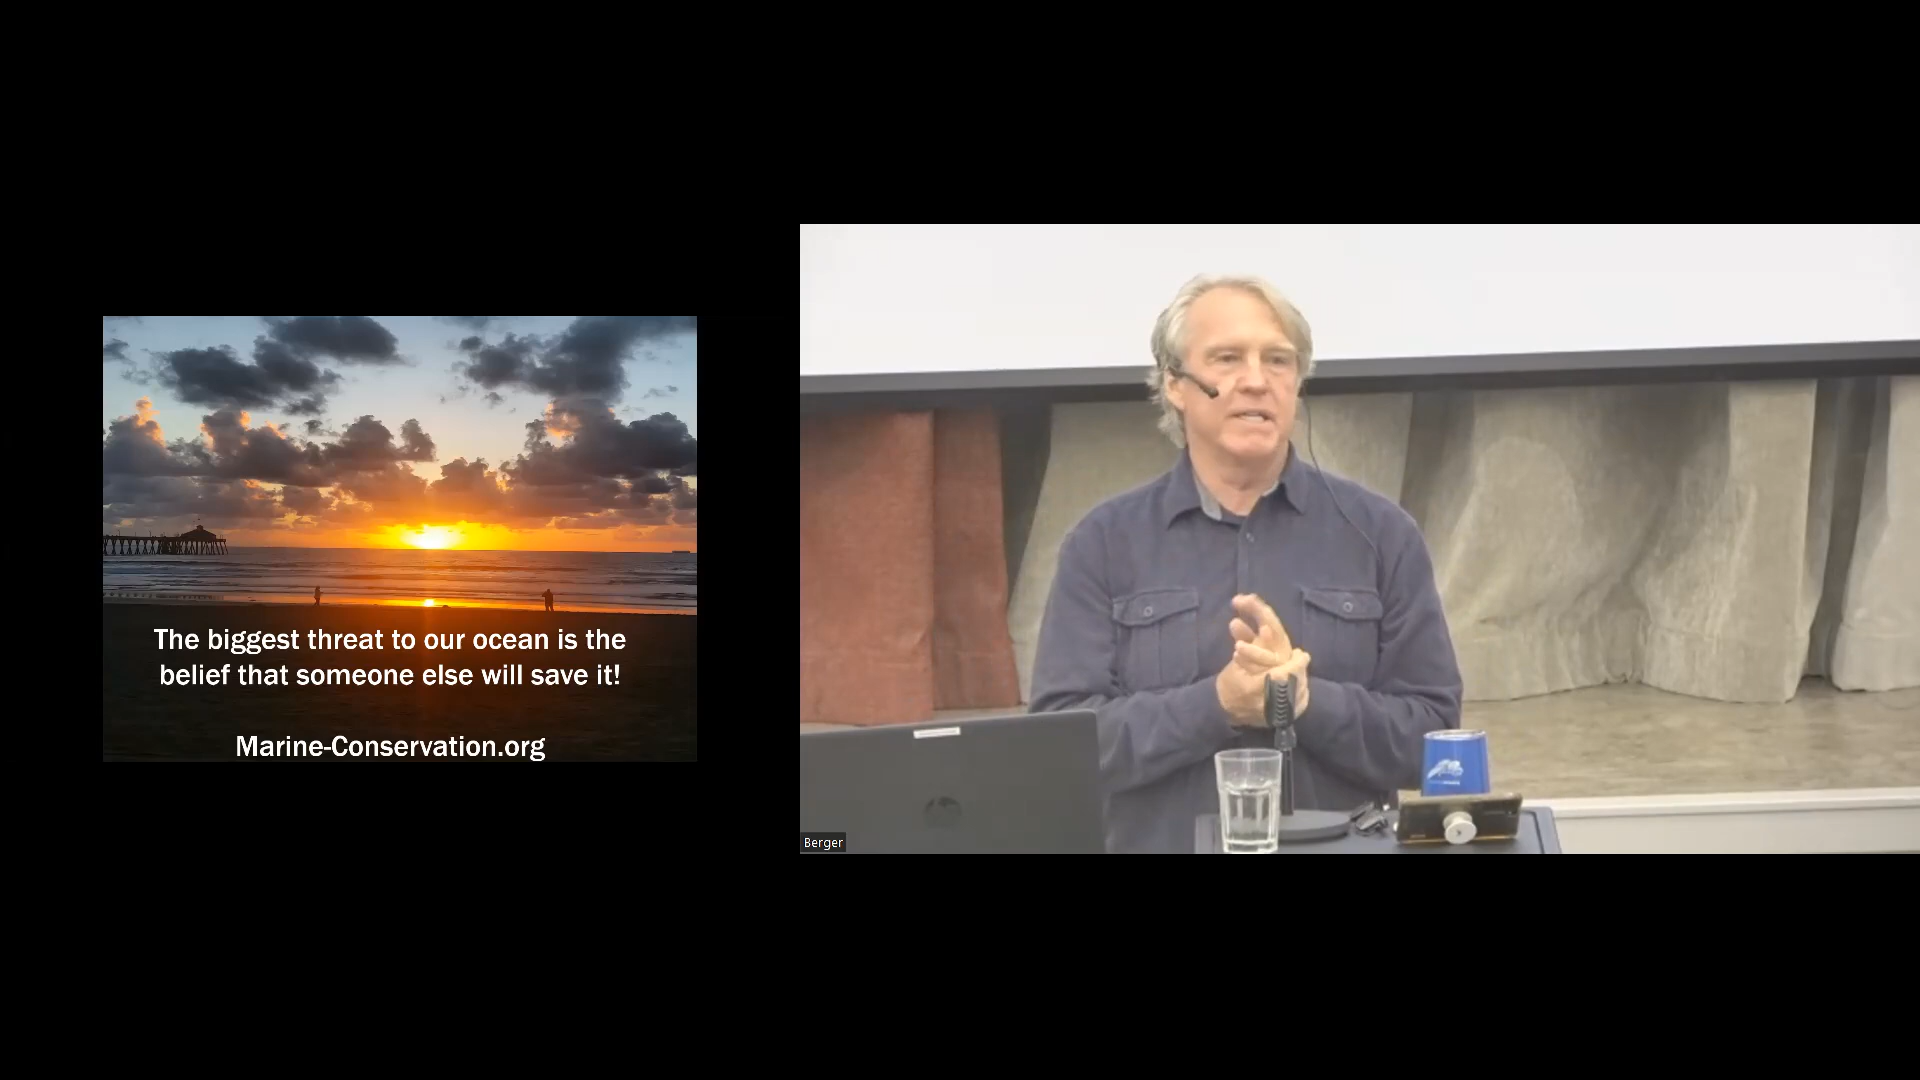 The biggest threat to our ocean is the
belief that someone else will save it!
Marine-Conservation.org
Berger